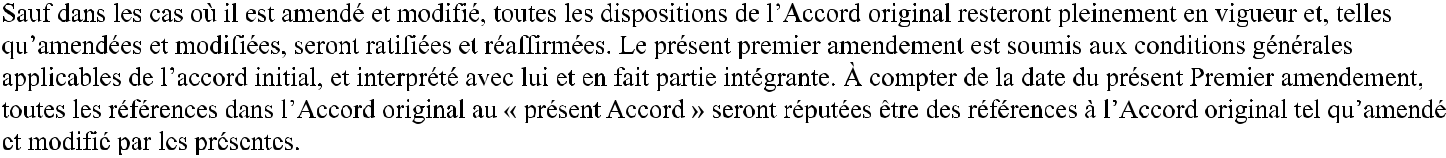 Sauf dans les cas où il est amendé et modifié, toutes les dispositions de l’Accord original resteront pleinement en vigueur et, telles
qu’amendées et modifiées, seront ratifiées et réaffirmées. Le présent premier amendement est soumis aux conditions générales
applicables de l’accord initial, et interprété avec lui et en fait partie intégrante. À compter de la date du présent Premier amendement,
toutes les références dans l’Accord original au « présent Accord » seront réputées être des références à l’Accord original tel qu’amendé
et modifié par les présentes.